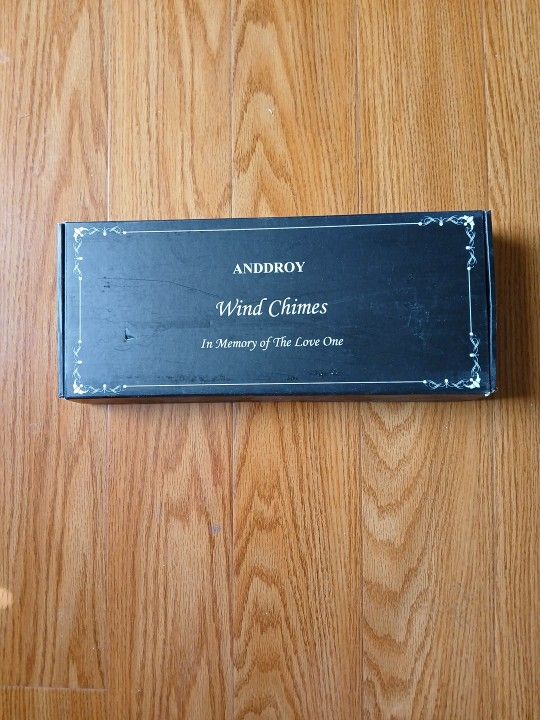 ANDDROY
Wind Chimes
In Memory of The Love One